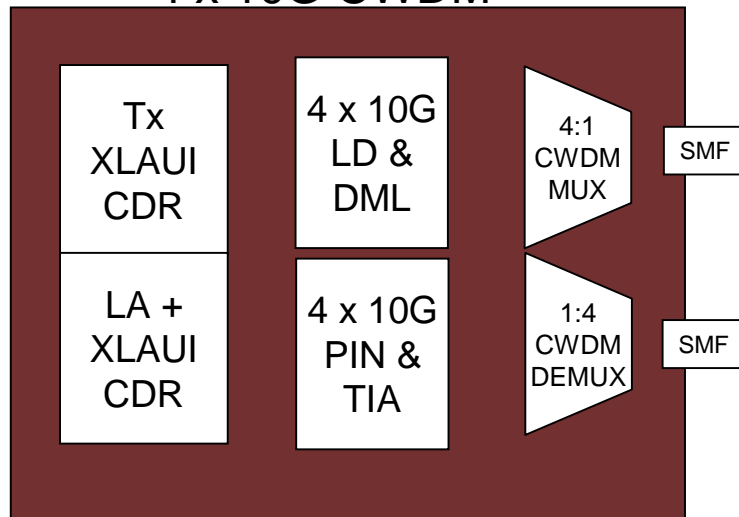 Tx
XLAUI
CDR
4 x 10G
LD &
DML
4:1
CWDM
MUX
SMF
LA +
XLAUI
CDR
4 x 10G
PIN &
TIA
1:4
CWDM
DEMUX
SMF